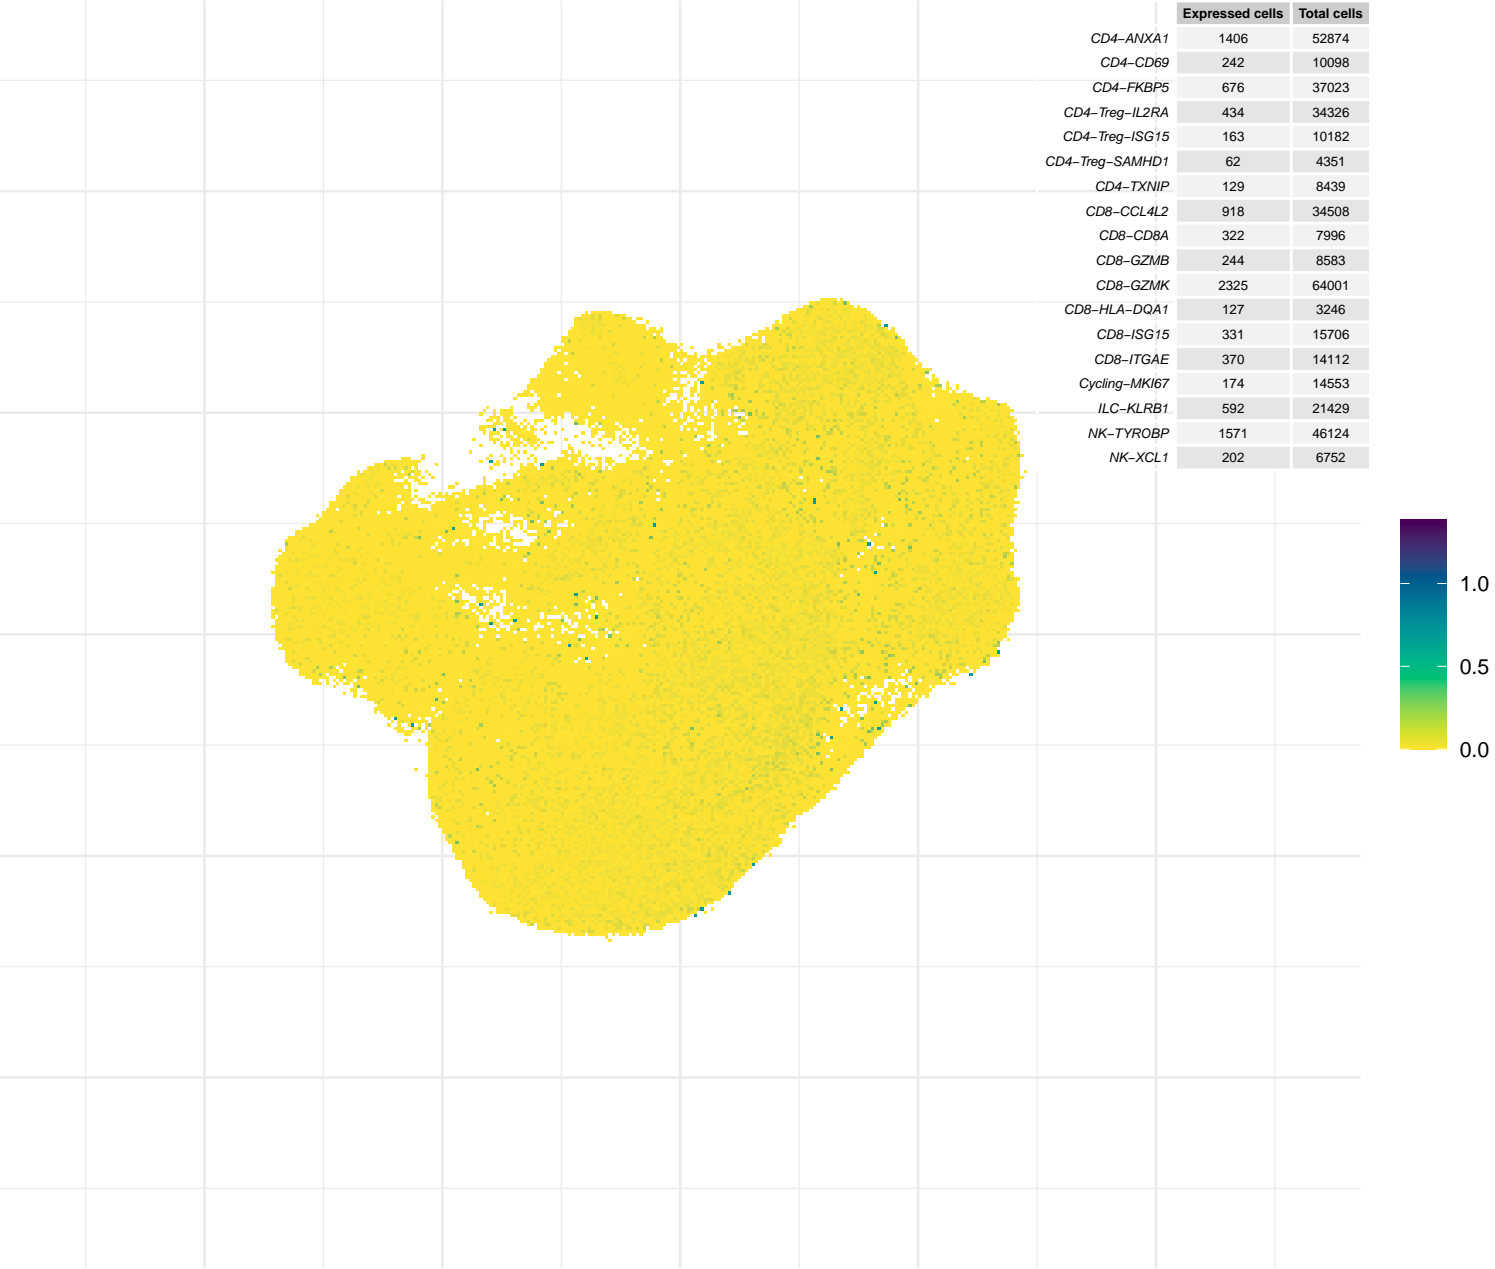 Expressed cells Total cells
CD4−ANXA1 1406 52874
CD4−CD69 242 10098
CD4−FKBP5 676 37023
CD4−Treg−IL2RA 434 34326
CD4−Treg−ISG15 163 10182
CD4−Treg−SAMHD1 62 4351
CD4−TXNIP 129 8439
CD8−CCL4L2 918 34508
CD8−CD8A 322 7996
CD8−GZMB 244 8583
CD8−GZMK 2325 64001
CD8−HLA−DQA1 127 3246
CD8−ISG15 331 15706
CD8−ITGAE 370 14112
Cycling−MKI67 174 14553
ILC−KLRB1 592 21429
NK−TYROBP 1571 46124
NK−XCL1 202 6752
1.0
0.5
0.0